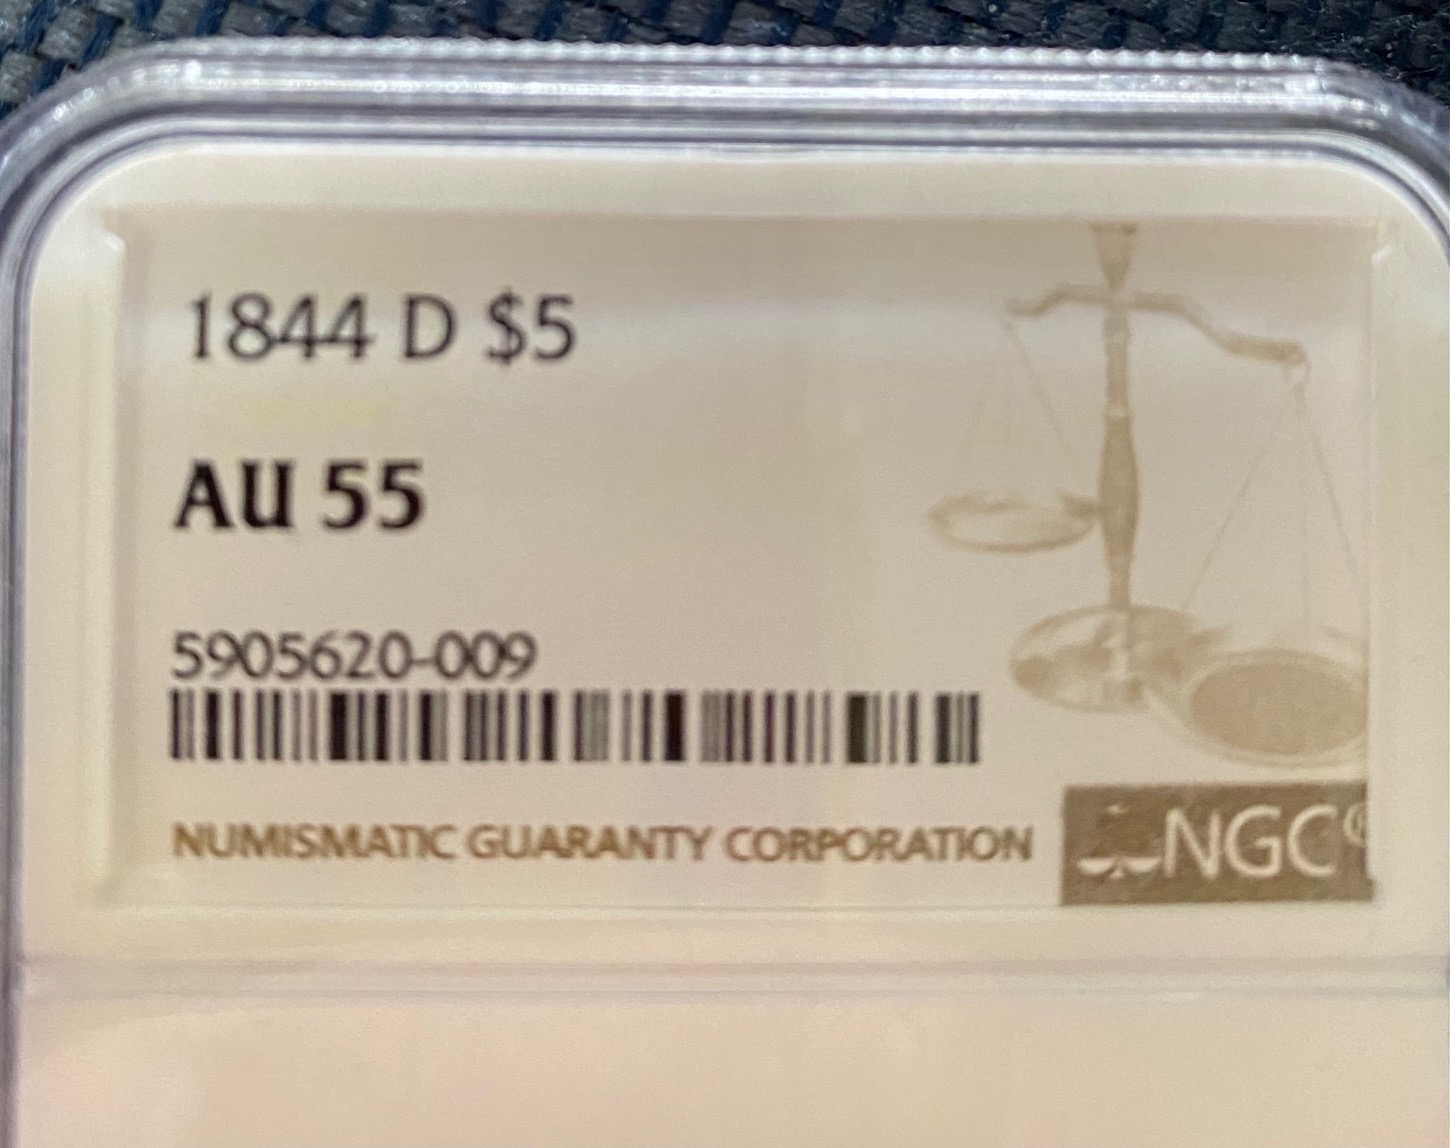 1844 D $5
AU 55
5905620-009
NUMISMATIC GUARANTY CORPORATION
NGC®